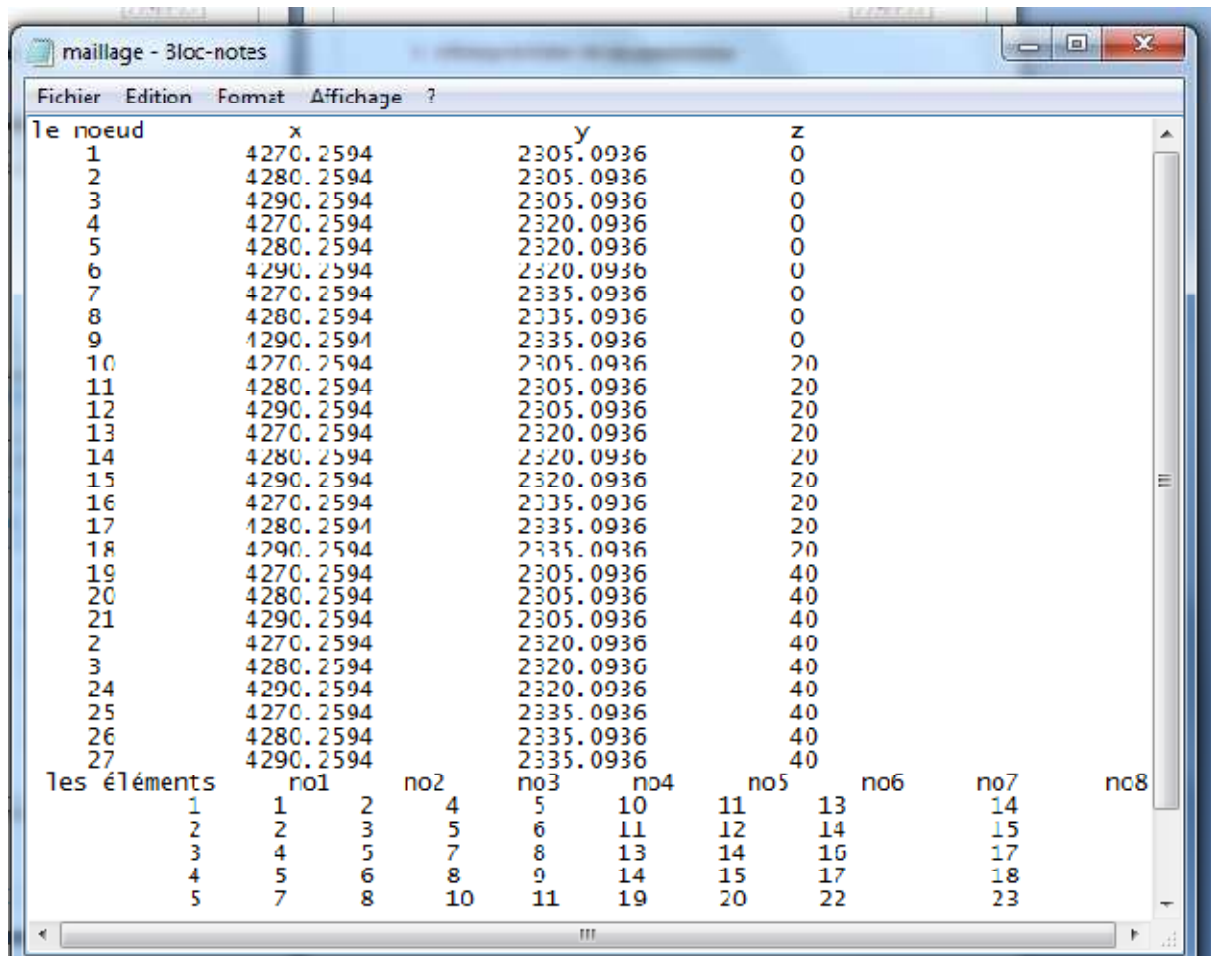 maillage - Bloc-notes
Fichier Edition Format Affichage ?
le noeud x y z
1 4270.2594 2305.0936 0
2 4280.2594 2305.0936 0
3 4290.2594 2305.0936 0
4 4270.2594 2320.0936 0
5 4280.2594 2320.0936 0
6 4290.2594 2320.0936 0
7 4270.2594 2335.0936 0
8 4280.2594 2335.0936 0
9 4290.2594 2335.0936 0
10 4270.2594 2305.0936 20
11 4280.2594 2305.0936 20
12 4290.2594 2305.0936 20
13 4270.2594 2320.0936 20
14 4280.2594 2320.0936 20
15 4290.2594 2320.0936 20
16 4270.2594 2335.0936 20
17 4280.2594 2335.0936 20
18 4290.2594 2335.0936 20
19 4270.2594 2305.0936 40
20 4280.2594 2305.0936 40
21 4290.2594 2305.0936 40
2 4270.2594 2320.0936 40
3 4280.2594 2320.0936 40
24 4290.2594 2320.0936 40
25 4270.2594 2335.0936 40
26 4280.2594 2335.0936 40
27 4290.2594 2335.0936 40
les éléments no1 no2 no3 no4 no5 no6 no7 no8
1 1 2 4 5 10 11 13 14
2 2 3 5 6 11 12 14 15
3 4 5 7 8 13 14 16 17
4 5 6 8 9 14 15 17 18
5 7 8 10 11 19 20 22 23